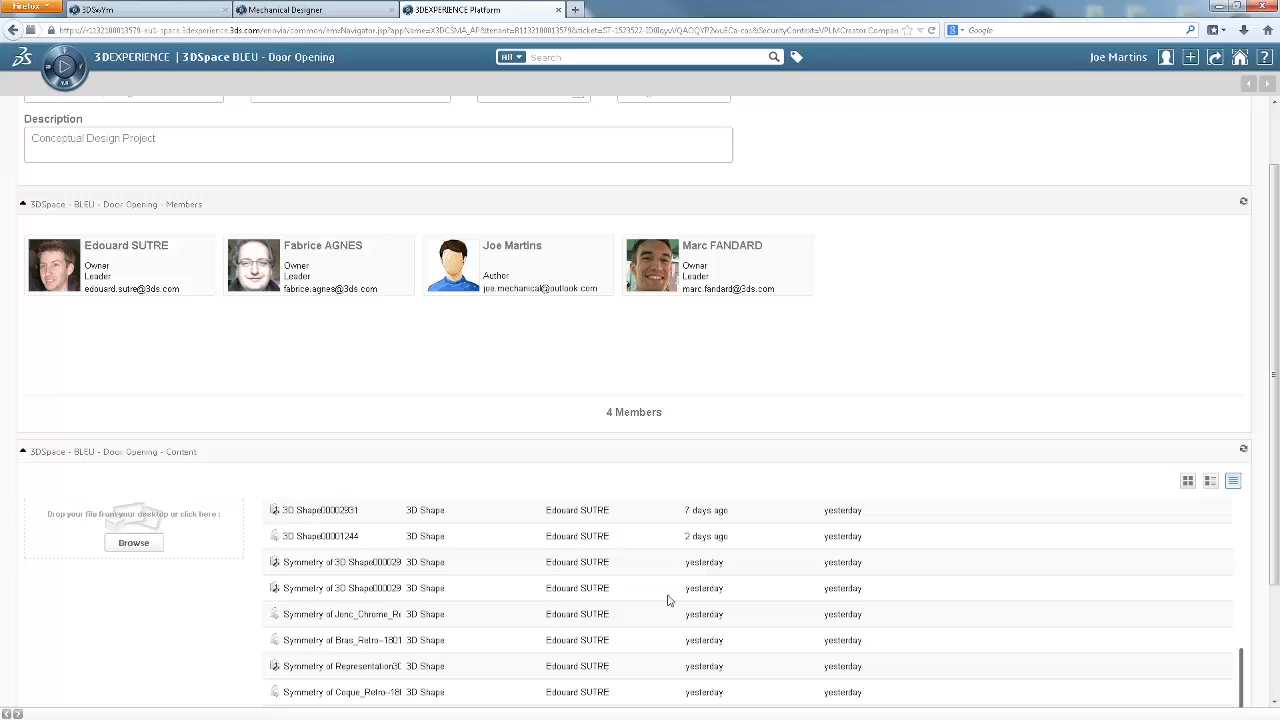 Firefox
3DSwYm
Mechanical Designer
3DEXPERIENCE Platform
Google
3DEXPERIENCE | 3DSpace BLEU - Door Opening
All
Search
Joe Martins
Description
Conceptual Design Project
3DSpace - BLEU - Door Opening - Members
Edouard SUTRE
Owner
Leader
edouard.sutre@3ds.com
Fabrice AGNES
Owner
Leader
fabrice.agnes@3ds.com
Joe Martins
Author
joe.mechanical@outlook.com
Marc FANDARD
Owner
Leader
marc.fandard@3ds.com
4 Members
3DSpace - BLEU - Door Opening - Content
Drop your file from your desktop or click here :
Browse
3D Shape00002931 3D Shape Edouard SUTRE 7 days ago yesterday
3D Shape00001244 3D Shape Edouard SUTRE 2 days ago yesterday
Symmetry of 3D Shape000029 3D Shape Edouard SUTRE yesterday yesterday
Symmetry of 3D Shape000029 3D Shape Edouard SUTRE yesterday yesterday
Symmetry of Jonc_Chrome_Re 3D Shape Edouard SUTRE yesterday yesterday
Symmetry of Bras_Retro--1801 3D Shape Edouard SUTRE yesterday yesterday
Symmetry of Representation30 3D Shape Edouard SUTRE yesterday yesterday
Symmetry of Coque_Retro--18 3D Shape Edouard SUTRE yesterday yesterday